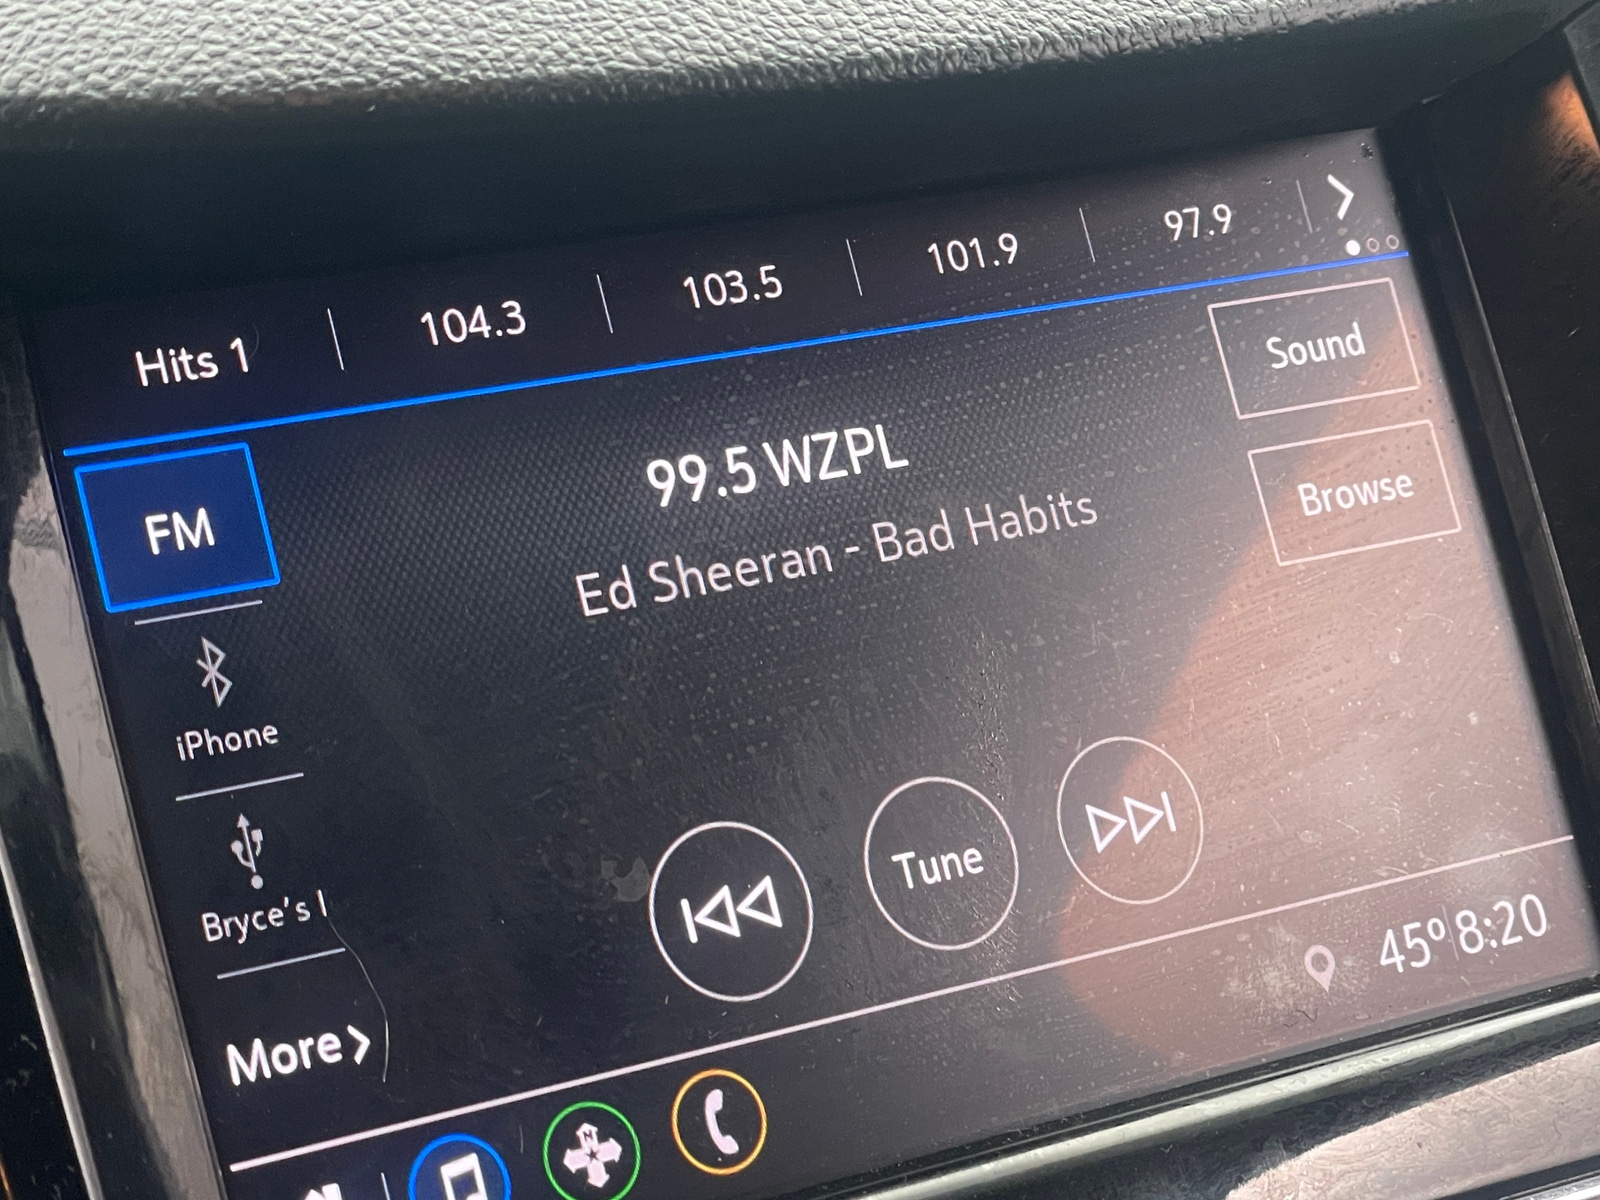 Hits 1
104.3
103.5
101.9
97.9
Sound
99.5 WZPL
Browse
FM
Ed Sheeran - Bad Habits
iPhone
Bryce's
Tune
45° 8:20
More
N